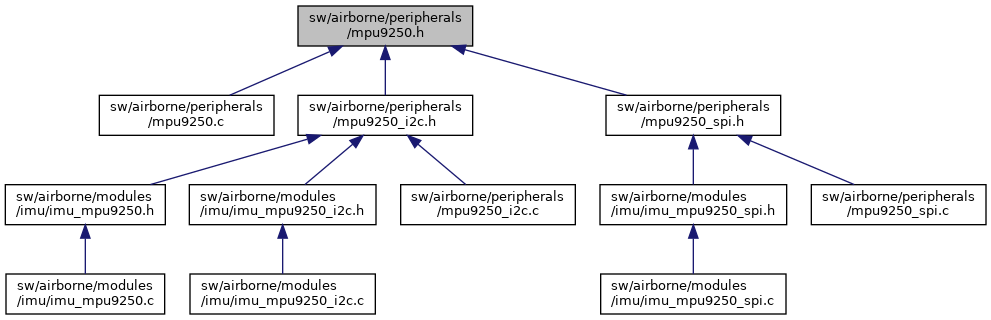 sw/airborne/peripherals
/mpu9250.h
sw/airborne/peripherals
/mpu9250.c
sw/airborne/peripherals
/mpu9250_i2c.h
sw/airborne/peripherals
/mpu9250_spi.h
sw/airborne/modules
/imu/imu_mpu9250.h
sw/airborne/modules
/imu/imu_mpu9250_i2c.h
sw/airborne/peripherals
/mpu9250_i2c.c
sw/airborne/modules
/imu/imu_mpu9250_spi.h
sw/airborne/peripherals
/mpu9250_spi.c
sw/airborne/modules
/imu/imu_mpu9250.c
sw/airborne/modules
/imu/imu_mpu9250_i2c.c
sw/airborne/modules
/imu/imu_mpu9250_spi.c